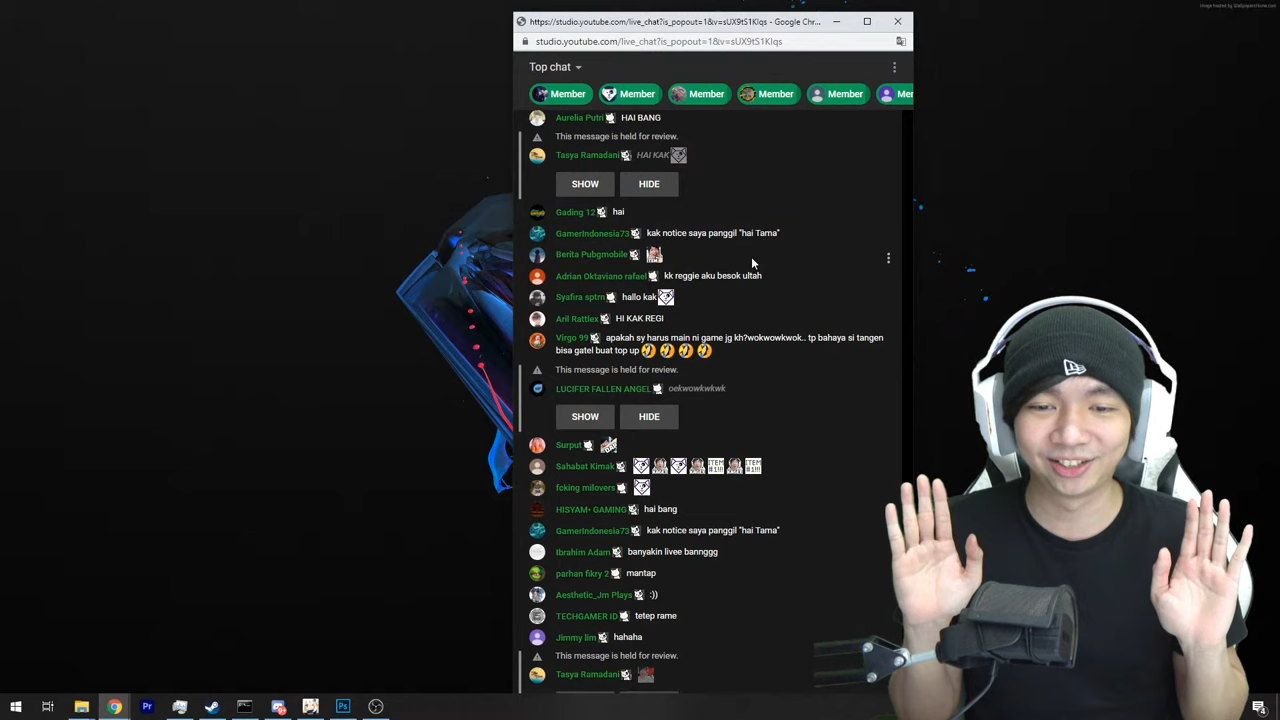 https://studio.youtube.com/live_chat?is_popout=1&v=sUX9tS1Klqs - Google Chr...
studio.youtube.com/live_chat?is_popout=1&v=sUX9tS1Klqs
Top chat
Member Member Member Member Member Mer
Aurelia Putri HAI BANG
This message is held for review.
Tasya Ramadani HAI KAK
SHOW HIDE
Gading 12 hai
GamerIndonesia73 kak notice saya panggil "hai Tama"
Berita Pubgmobile
Adrian Oktaviano rafael kk reggie aku besok ultah
Syafira sptrn hallo kak
Aril Rattlex HI KAK REGI
Virgo 99 apakah sy harus main ni game jg kh?wokwowkwok.. tp bahaya si tangen
bisa gatel buat top up 🤣 🤣 🤣 🤣
This message is held for review.
LUCIFER FALLEN ANGEL oekwowkwkwk
SHOW HIDE
Surput
Sahabat Kimak
fcking milovers
HISYAM• GAMING hai bang
GamerIndonesia73 kak notice saya panggil "hai Tama"
Ibrahim Adam banyakin livee bannggg
parhan fikry 2 mantap
Aesthetic_Jm Plays :))
TECHGAMER ID tetep rame
Jimmy lim hahaha
This message is held for review.
Tasya Ramadani
Pr
Ps
4